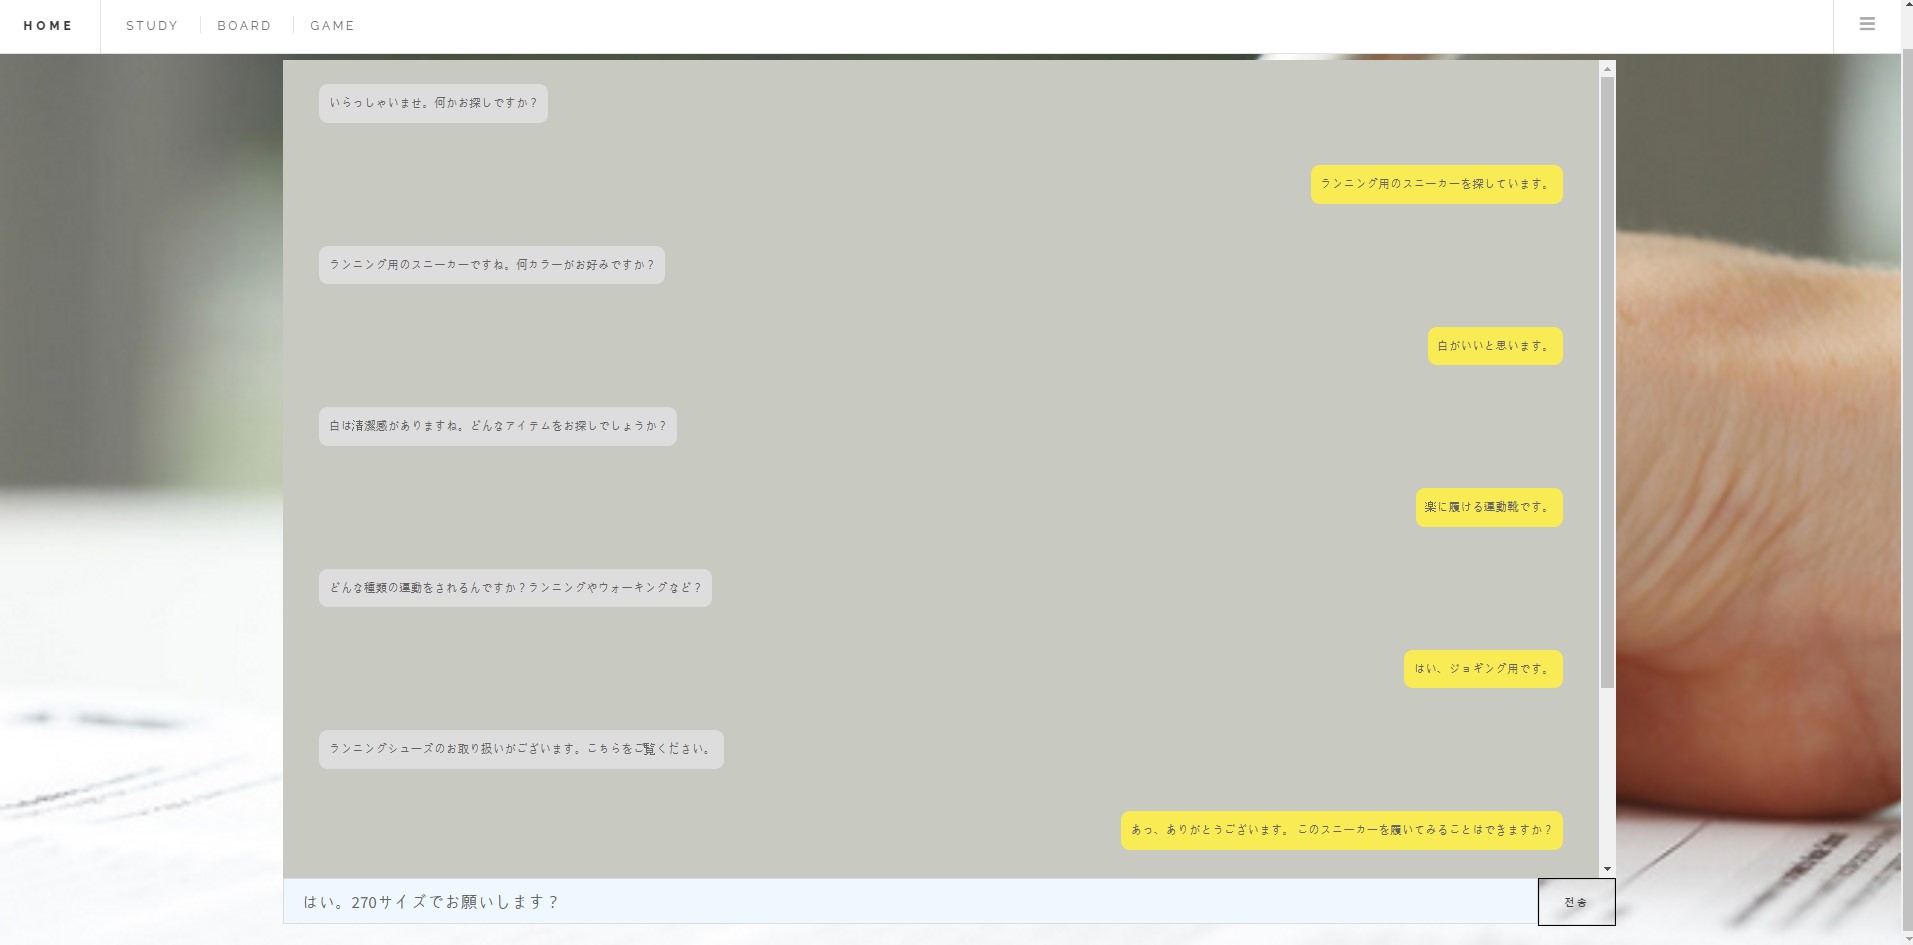 HOME STUDY BOARD GAME
いらっしゃいませ。何かお探しですか？
ランニング用のスニーカーを探しています。
ランニング用のスニーカーですね。何カラーがお好みですか？
白がいいと思います。
白は清潔感がありますね。どんなアイテムをお探しでしょうか？
楽に履ける運動靴です。
どんな種類の運動をされるんですか？ランニングやウォーキングなど？
はい、ジョギング用です。
ランニングシューズのお取り扱いがございます。こちらをご覧ください。
あっ、ありがとうございます。 このスニーカーを履いてみることはできますか？
はい。270サイズでお願いします？ 전송